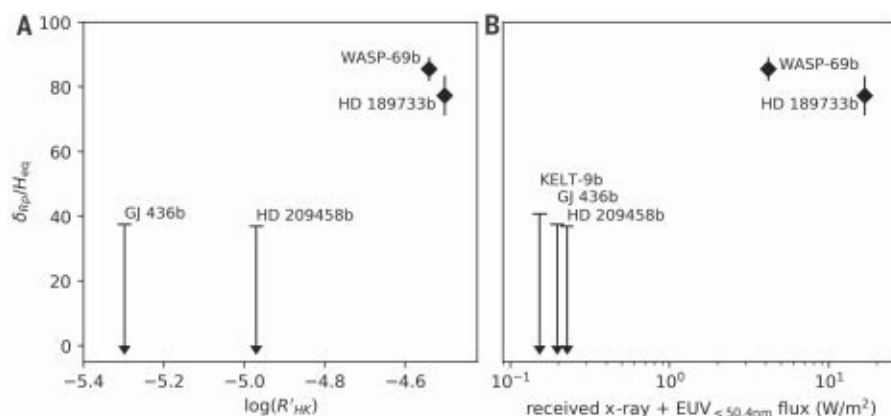 A
B
100
80
60
40
20
0
δRp/Heq
WASP-69b
HD 189733b
GJ 436b
HD 209458b
−5.4
−5.2
−5.0
−4.8
−4.6
log(R'HK)
WASP-69b
HD 189733b
KELT-9b
GJ 436b
HD 209458b
10⁻¹
10⁰
10¹
received x-ray + EUV<50.4nm flux (W/m²)